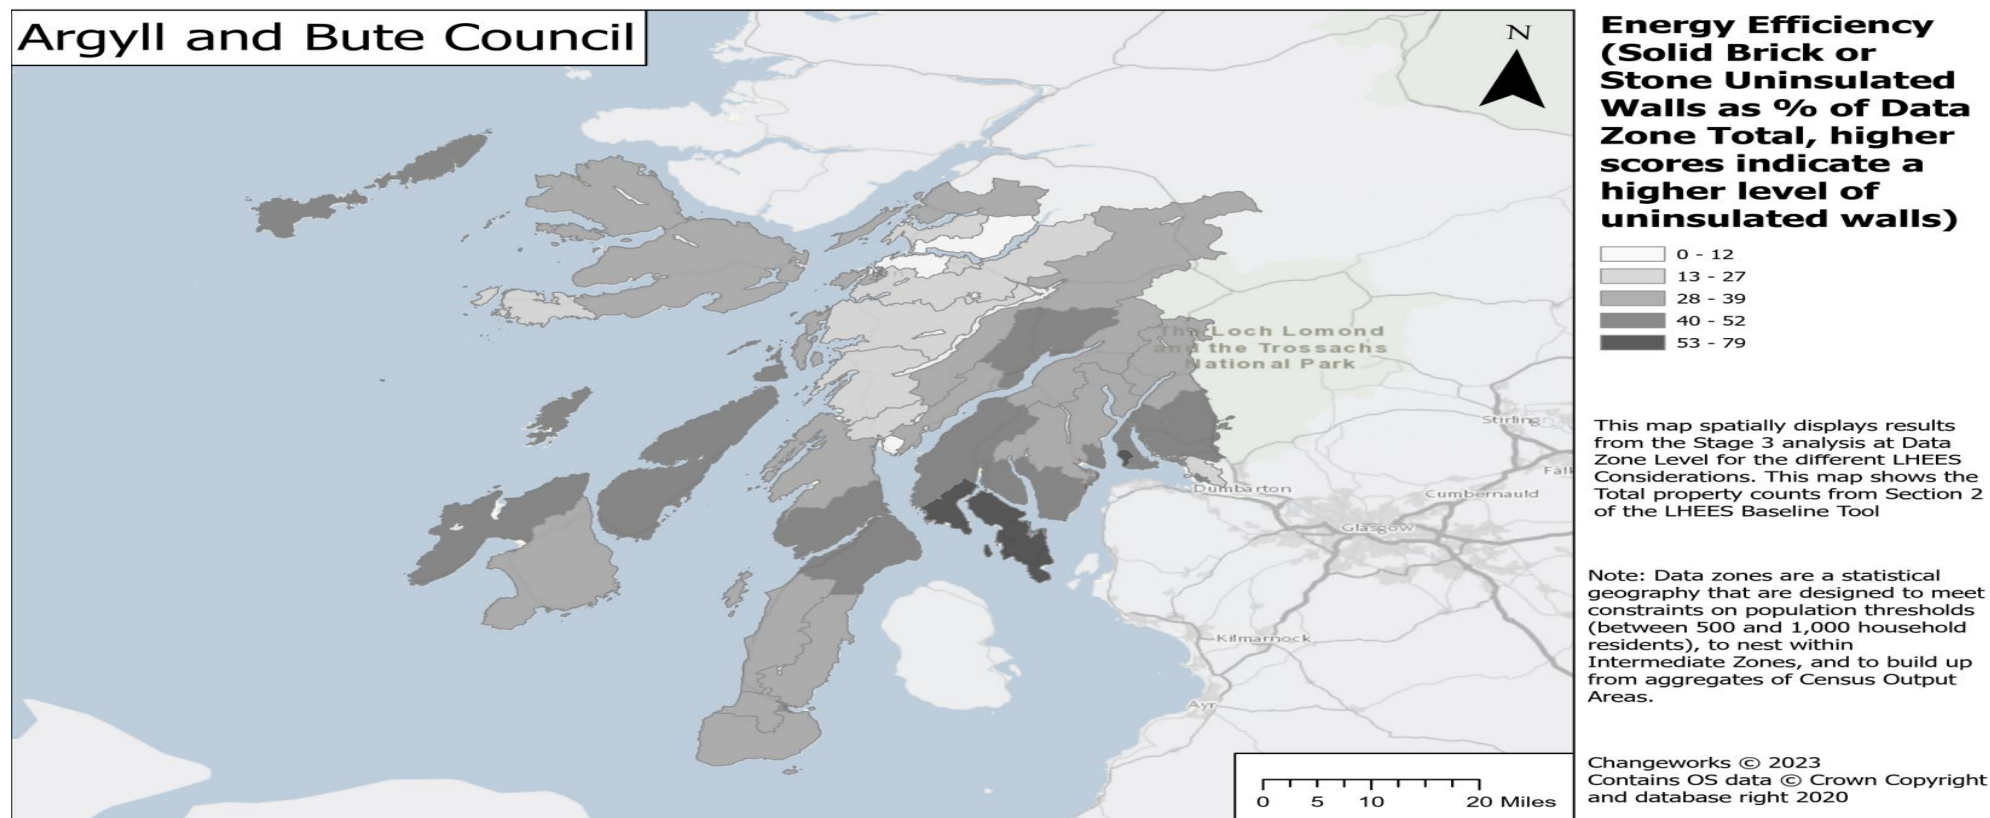 Argyll and Bute Council
N
The Loch Lomond
and the Trossachs
National Park
Stirling
Dumbarton
Cumbernauld
Glasgow
Kilmarnock
Ayr
0 5 10 20 Miles
Energy Efficiency
(Solid Brick or
Stone Uninsulated
Walls as % of Data
Zone Total, higher
scores indicate a
higher level of
uninsulated walls)
0 - 12
13 - 27
28 - 39
40 - 52
53 - 79
This map spatially displays results
from the Stage 3 analysis at Data
Zone Level for the different LHEES
Considerations. This map shows the
Total property counts from Section 2
of the LHEES Baseline Tool
Note: Data zones are a statistical
geography that are designed to meet
constraints on population thresholds
(between 500 and 1,000 household
residents), to nest within
Intermediate Zones, and to build up
from aggregates of Census Output
Areas.
Changeworks © 2023
Contains OS data © Crown Copyright
and database right 2020